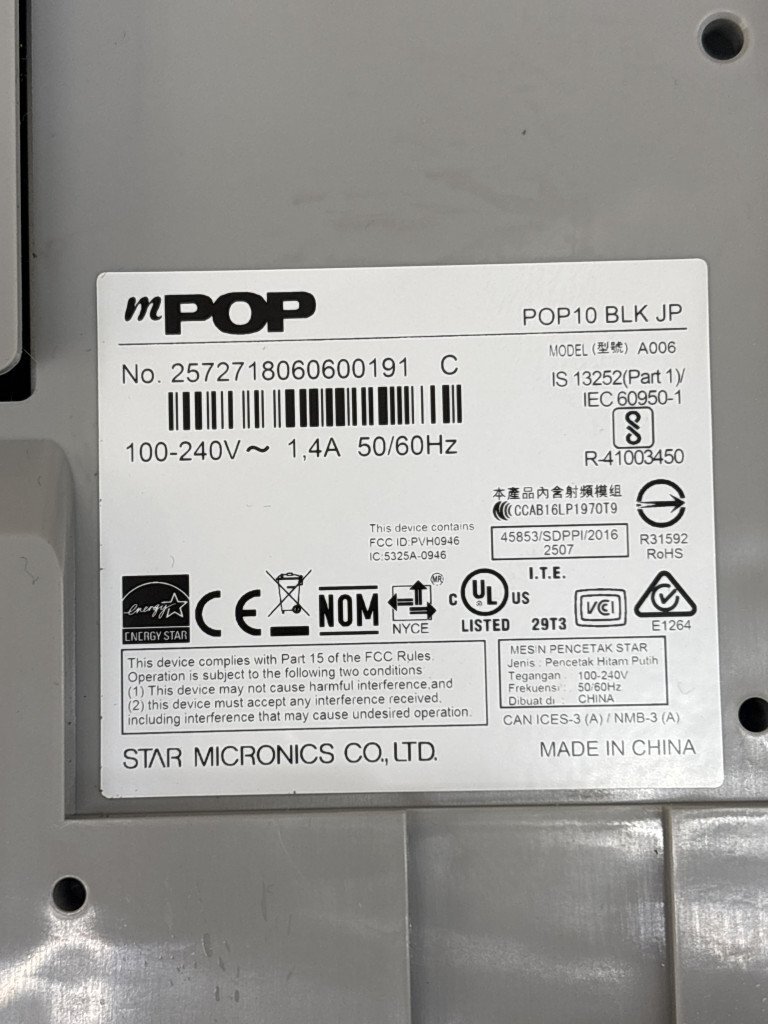 mPOP
POP10 BLK JP
MODEL (型號) A006
No. 2572718060600191 C
IS 13252(Part 1)/
IEC 60950-1
100-240V～ 1,4A 50/60Hz
R-41003450
本產品內含射頻模組
CCAB16LP1970T9
This device contains
FCC ID:PVH0946
IC:5325A-0946
45853/SDPPI/2016
2507
R31592
RoHS
I.T.E.
energy
ENERGY STAR
CE
NOM
MR
NYCE
C UL US
LISTED 29T3
VCI
E1264
This device complies with Part 15 of the FCC Rules.
Operation is subject to the following two conditions
(1) This device may not cause harmful interference,and
(2) this device must accept any interference received,
including interference that may cause undesired operation.
MESIN PENCETAK STAR
Jenis : Pencetak Hitam Putih
Tegangan : 100-240V
Frekuensi : 50/60Hz
Dibuat di : CHINA
CAN ICES-3 (A) / NMB-3 (A)
STAR MICRONICS CO., LTD.
MADE IN CHINA